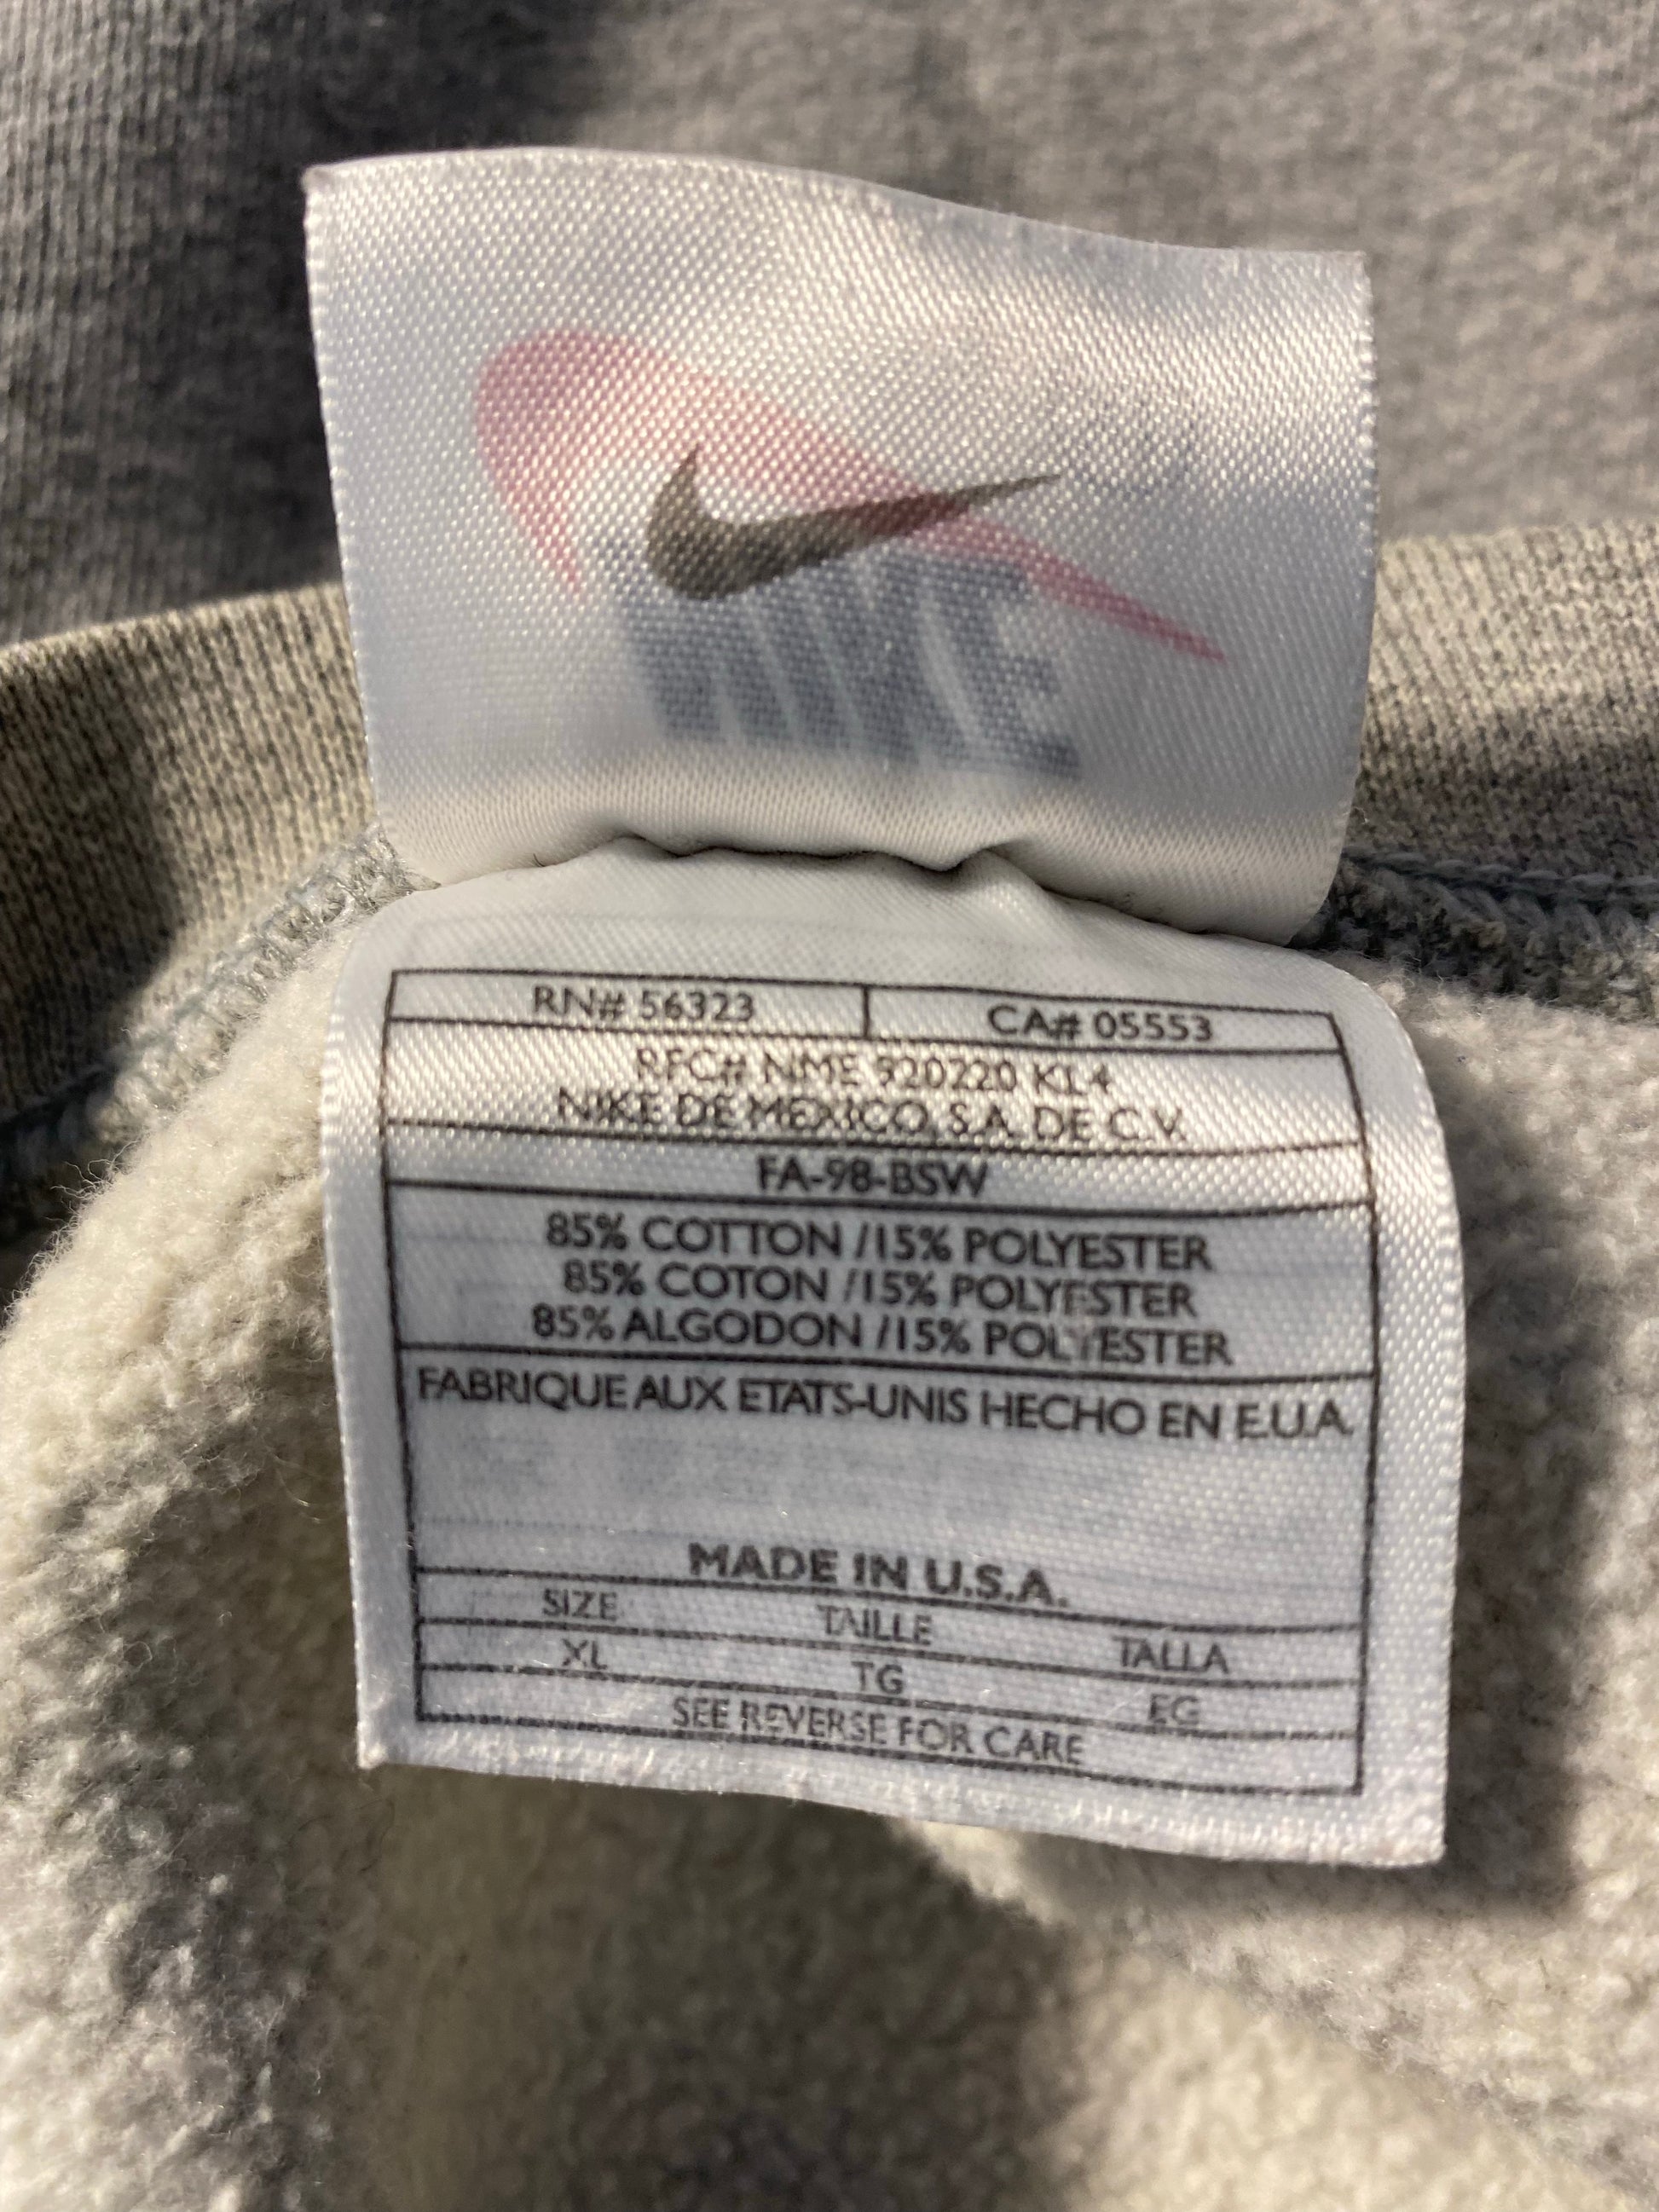 NIKE
RN# 56323 CA# 05553
RFC# NME 920220 KL4
NIKE DE MEXICO, S.A. DE C.V.
FA-98-BSW
85% COTTON /15% POLYESTER
85% COTON /15% POLYESTER
85% ALGODON /15% POLYESTER
FABRIQUE AUX ETATS-UNIS HECHO EN E.U.A.
MADE IN U.S.A.
SIZE TAILLE TALLA
XL TG EG
SEE REVERSE FOR CARE